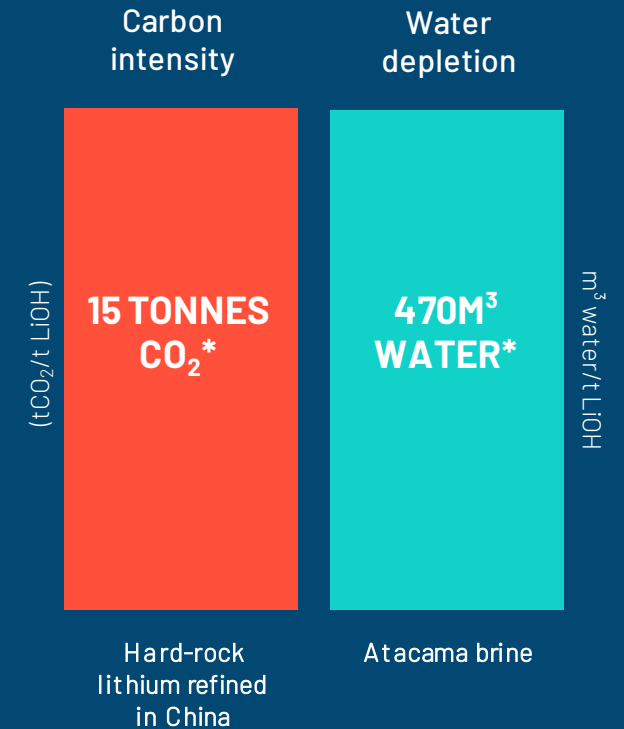 Carbon
intensity
Water
depletion
(tCO₂/t LiOH)
15 TONNES
CO₂*
470M³
WATER*
m³ water/t LiOH
Hard-rock
lithium refined
in China
Atacama brine